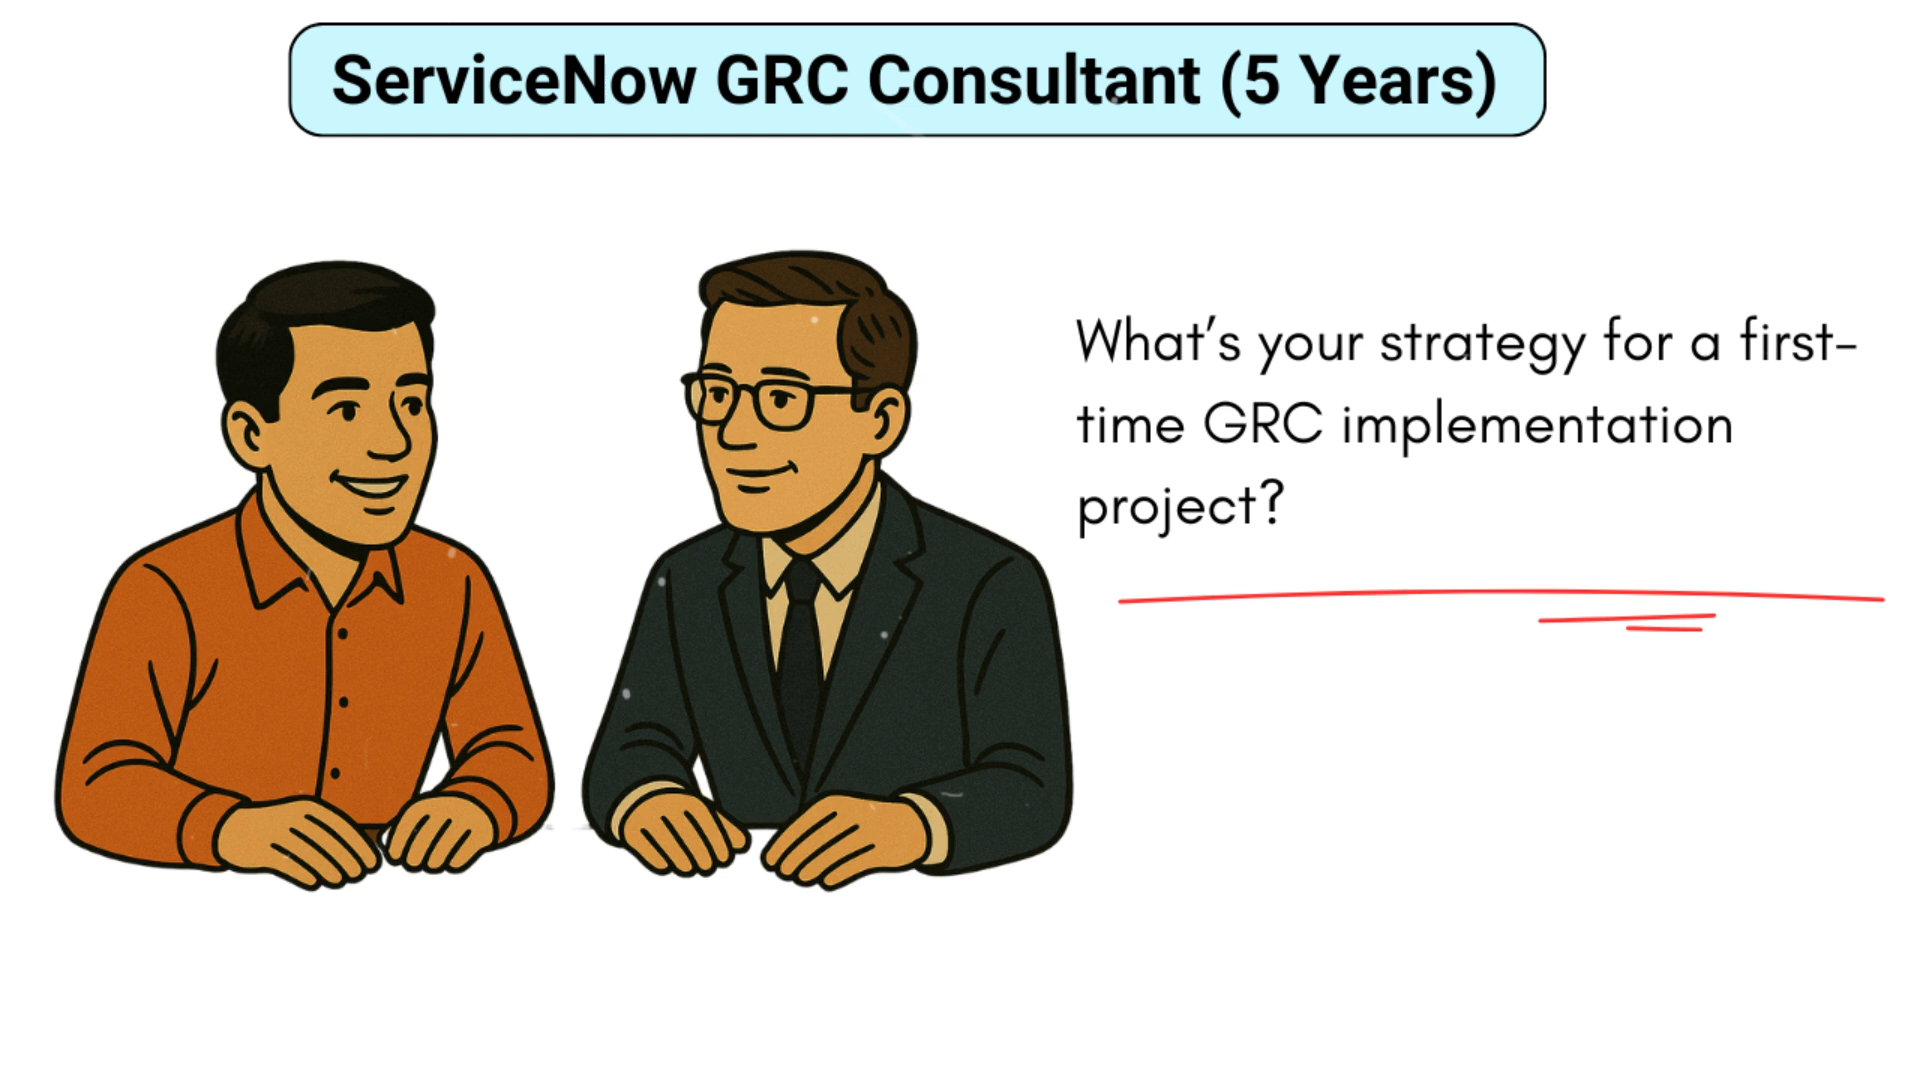 ServiceNow GRC Consultant (5 Years)
What's your strategy for a first-
time GRC implementation
project?